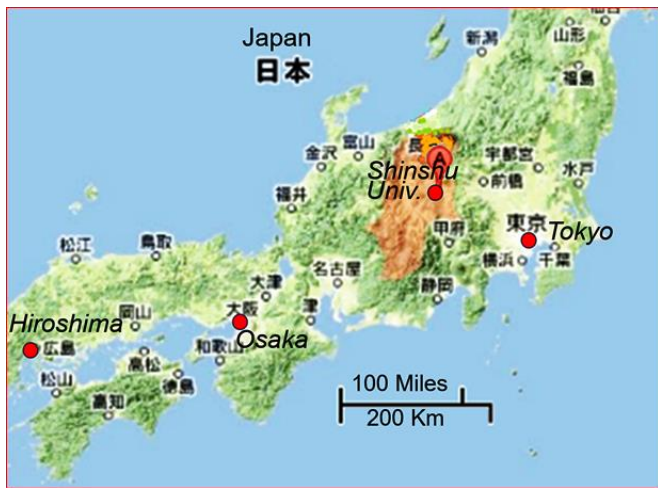 Japan
日本
新潟
山形
福島
富山
長
A
金沢
宇都宮
Shinshu
Univ.
前橋
水戸
福井
東京
Tokyo
甲府
松江
鳥取
横浜
千葉
名古屋
大津
静岡
岡山
大阪
津
Hiroshima
Osaka
広島
和歌山
高松
松山
徳島
高知
100 Miles
200 Km